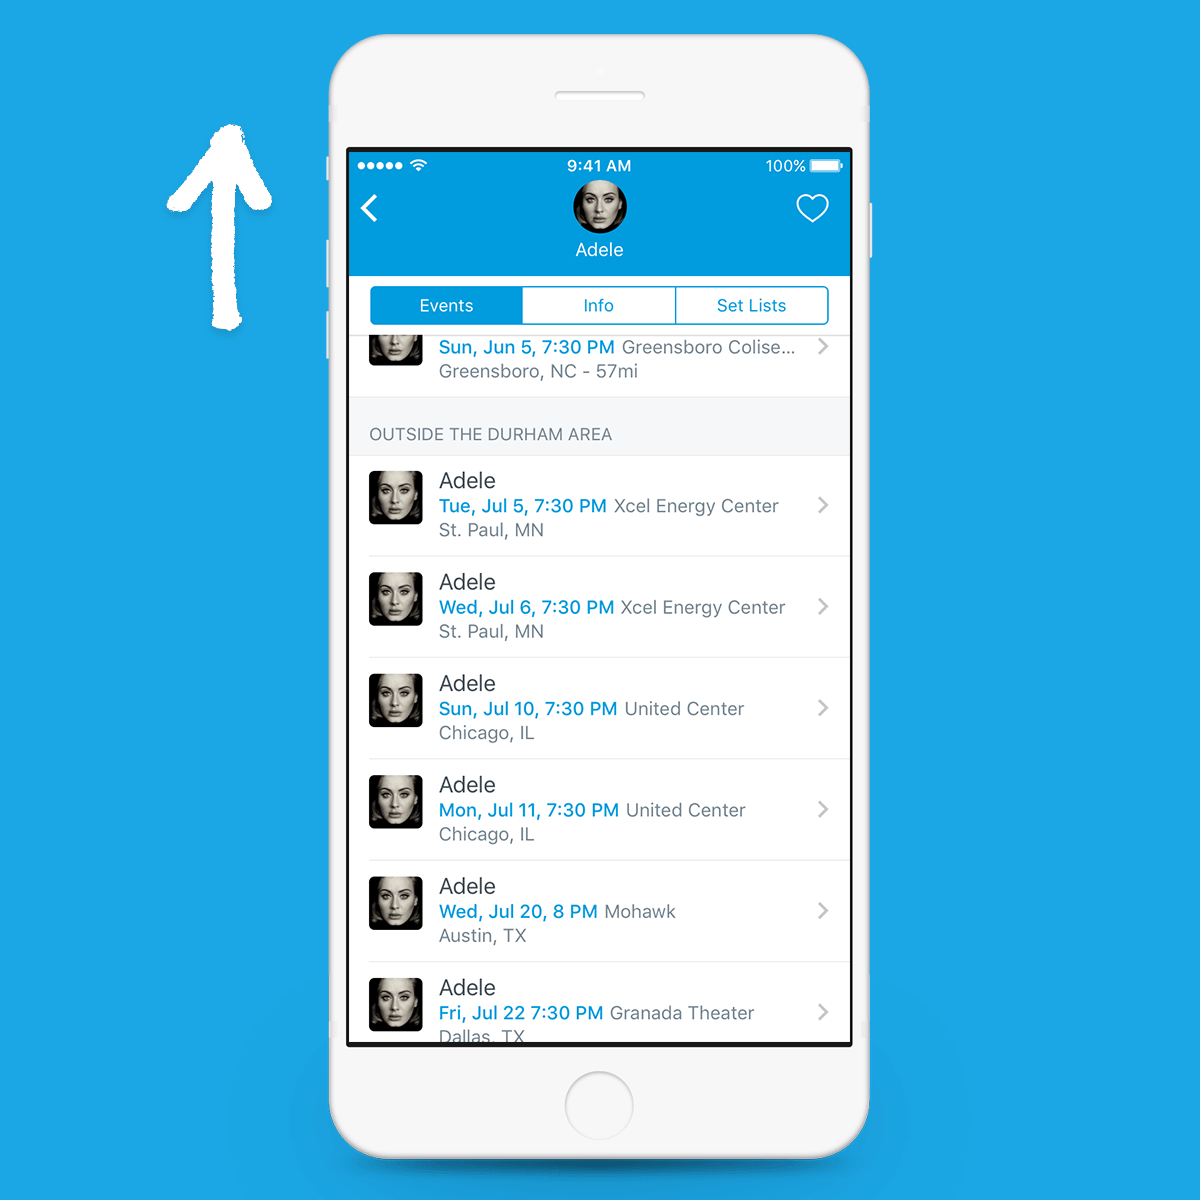 9:41 AM 100%
Adele
Events Info Set Lists
Sun, Jun 5, 7:30 PM Greensboro Colise...
Greensboro, NC - 57mi
OUTSIDE THE DURHAM AREA
Adele
Tue, Jul 5, 7:30 PM Xcel Energy Center
St. Paul, MN
Adele
Wed, Jul 6, 7:30 PM Xcel Energy Center
St. Paul, MN
Adele
Sun, Jul 10, 7:30 PM United Center
Chicago, IL
Adele
Mon, Jul 11, 7:30 PM United Center
Chicago, IL
Adele
Wed, Jul 20, 8 PM Mohawk
Austin, TX
Adele
Fri, Jul 22 7:30 PM Granada Theater
Dallas, TX